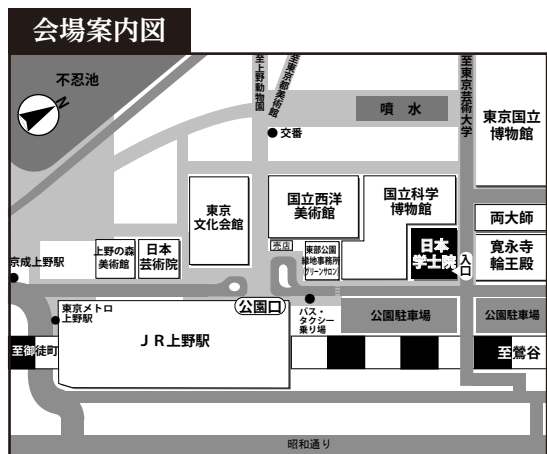 会場案内図
不忍池
N
至上野動物園
至東京都美術館
至東京芸術大学
噴　水
交番
東京国立
博物館
東京
文化会館
国立西洋
美術館
国立科学
博物館
両大師
上野の森
美術館
日本
芸術院
売店
東部公園
緑地事務所
グリーンサロン
日本
学士院
入口
寛永寺
輪王殿
京成上野駅
公園口
東京メトロ
上野駅
バス・
タクシー
乗り場
公園駐車場
公園駐車場
ＪＲ上野駅
至御徒町
至鶯谷
昭和通り